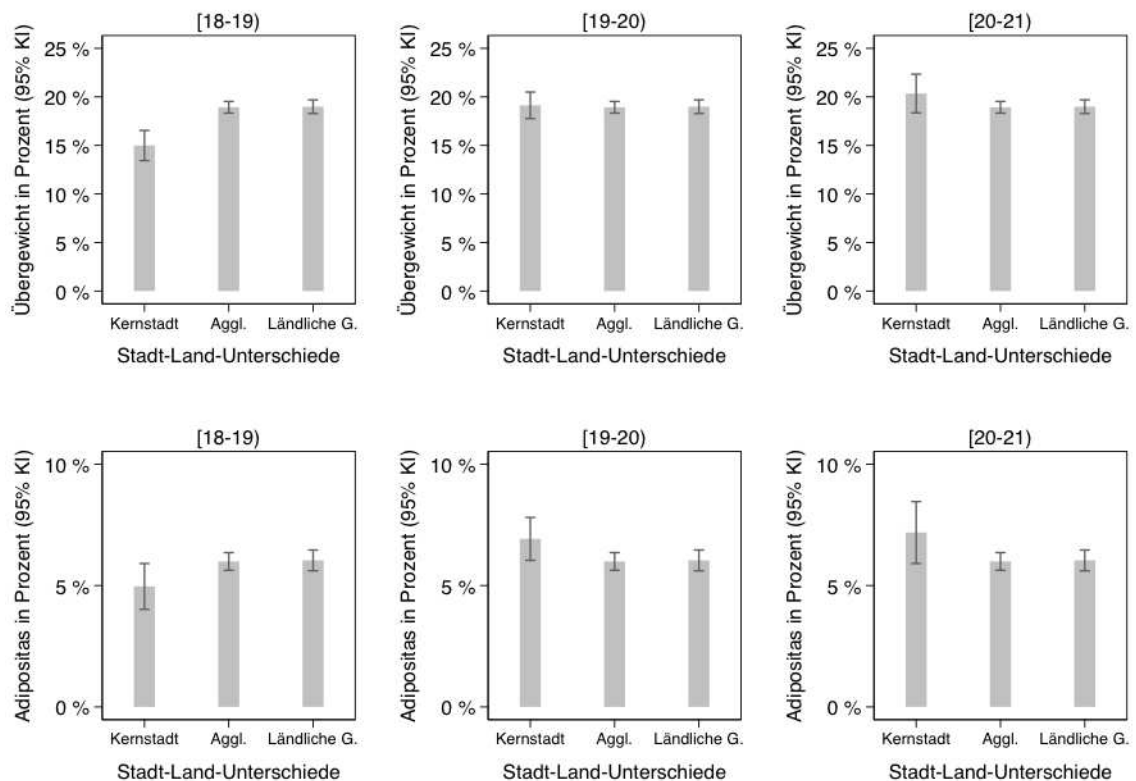 [18-19)
[19-20)
[20-21)
Übergewicht in Prozent (95% KI)
25 %
20 %
15 %
10 %
5 %
0 %
Kernstadt Aggl. Ländliche G.
Stadt-Land-Unterschiede
Übergewicht in Prozent (95% KI)
25 %
20 %
15 %
10 %
5 %
0 %
Kernstadt Aggl. Ländliche G.
Stadt-Land-Unterschiede
Übergewicht in Prozent (95% KI)
25 %
20 %
15 %
10 %
5 %
0 %
Kernstadt Aggl. Ländliche G.
Stadt-Land-Unterschiede
[18-19)
[19-20)
[20-21)
Adipositas in Prozent (95% KI)
10 %
5 %
0 %
Kernstadt Aggl. Ländliche G.
Stadt-Land-Unterschiede
Adipositas in Prozent (95% KI)
10 %
5 %
0 %
Kernstadt Aggl. Ländliche G.
Stadt-Land-Unterschiede
Adipositas in Prozent (95% KI)
10 %
5 %
0 %
Kernstadt Aggl. Ländliche G.
Stadt-Land-Unterschiede